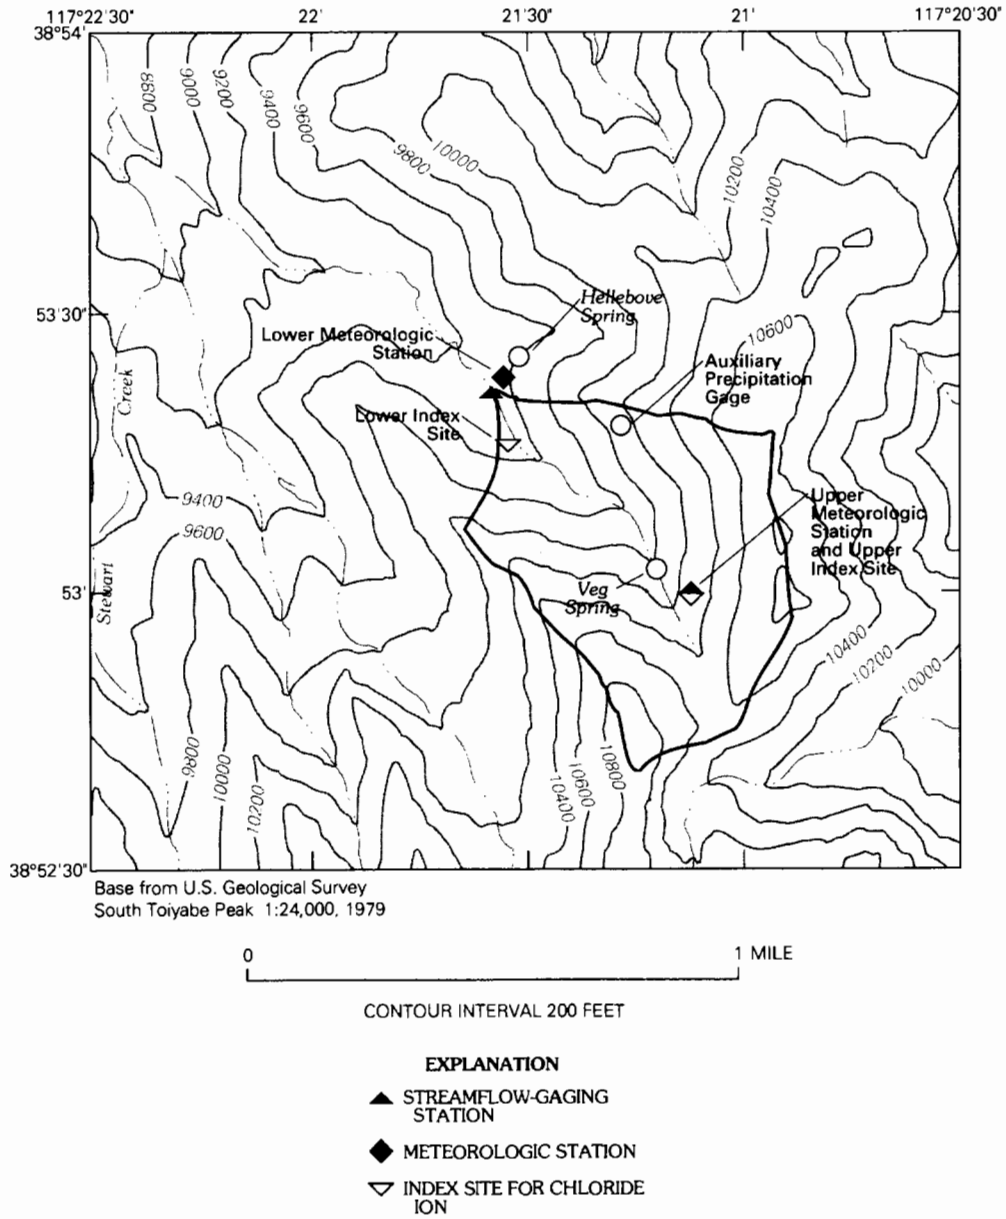 117°22'30"
22'
21'30"
21'
117°20'30"
38°54'
8800
9000
9200
9400
9600
9800
10000
10200
10400
53'30"
Hellebove
Spring
10600
Lower Meteorologic
Station
Auxiliary
Precipitation
Gage
Creek
Lower Index
Site
9400
9600
Upper
Meteorologic
Station
and Upper
Index Site
53'
Stewart
Veg
Spring
10400
10200
10000
9800
10000
10200
10400
10600
10800
38°52'30"
Base from U.S. Geological Survey
South Toiyabe Peak 1:24,000, 1979
0
1 MILE
CONTOUR INTERVAL 200 FEET
EXPLANATION
STREAMFLOW-GAGING
STATION
METEOROLOGIC STATION
INDEX SITE FOR CHLORIDE
ION